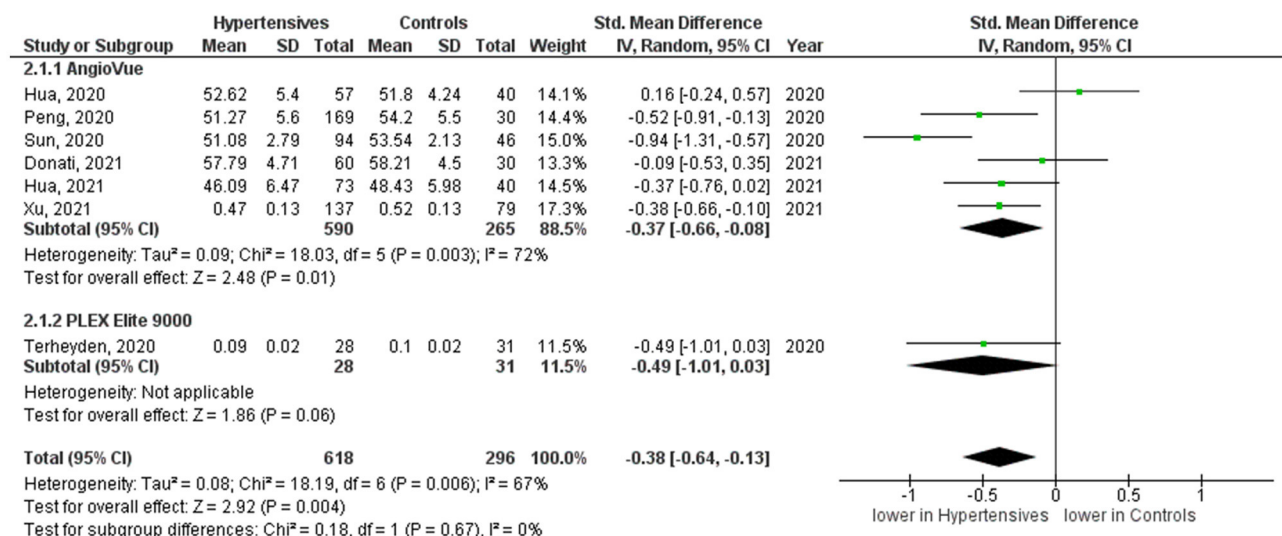 Hypertensives Controls Std. Mean Difference Std. Mean Difference
Study or Subgroup Mean SD Total Mean SD Total Weight IV, Random, 95% CI Year IV, Random, 95% CI
2.1.1 AngioVue
Hua, 2020 52.62 5.4 57 51.8 4.24 40 14.1% 0.16 [-0.24, 0.57] 2020
Peng, 2020 51.27 5.6 169 54.2 5.5 30 14.4% -0.52 [-0.91, -0.13] 2020
Sun, 2020 51.08 2.79 94 53.54 2.13 46 15.0% -0.94 [-1.31, -0.57] 2020
Donati, 2021 57.79 4.71 60 58.21 4.5 30 13.3% -0.09 [-0.53, 0.35] 2021
Hua, 2021 46.09 6.47 73 48.43 5.98 40 14.5% -0.37 [-0.76, 0.02] 2021
Xu, 2021 0.47 0.13 137 0.52 0.13 79 17.3% -0.38 [-0.66, -0.10] 2021
Subtotal (95% CI) 590 265 88.5% -0.37 [-0.66, -0.08]
Heterogeneity: Tau² = 0.09; Chi² = 18.03, df = 5 (P = 0.003); I² = 72%
Test for overall effect: Z = 2.48 (P = 0.01)
2.1.2 PLEX Elite 9000
Terheyden, 2020 0.09 0.02 28 0.1 0.02 31 11.5% -0.49 [-1.01, 0.03] 2020
Subtotal (95% CI) 28 31 11.5% -0.49 [-1.01, 0.03]
Heterogeneity: Not applicable
Test for overall effect: Z = 1.86 (P = 0.06)
Total (95% CI) 618 296 100.0% -0.38 [-0.64, -0.13]
Heterogeneity: Tau² = 0.08; Chi² = 18.19, df = 6 (P = 0.006); I² = 67%
Test for overall effect: Z = 2.92 (P = 0.004)
Test for subgroup differences: Chi² = 0.18, df = 1 (P = 0.67), I² = 0%
-1 -0.5 0 0.5 1
lower in Hypertensives lower in Controls